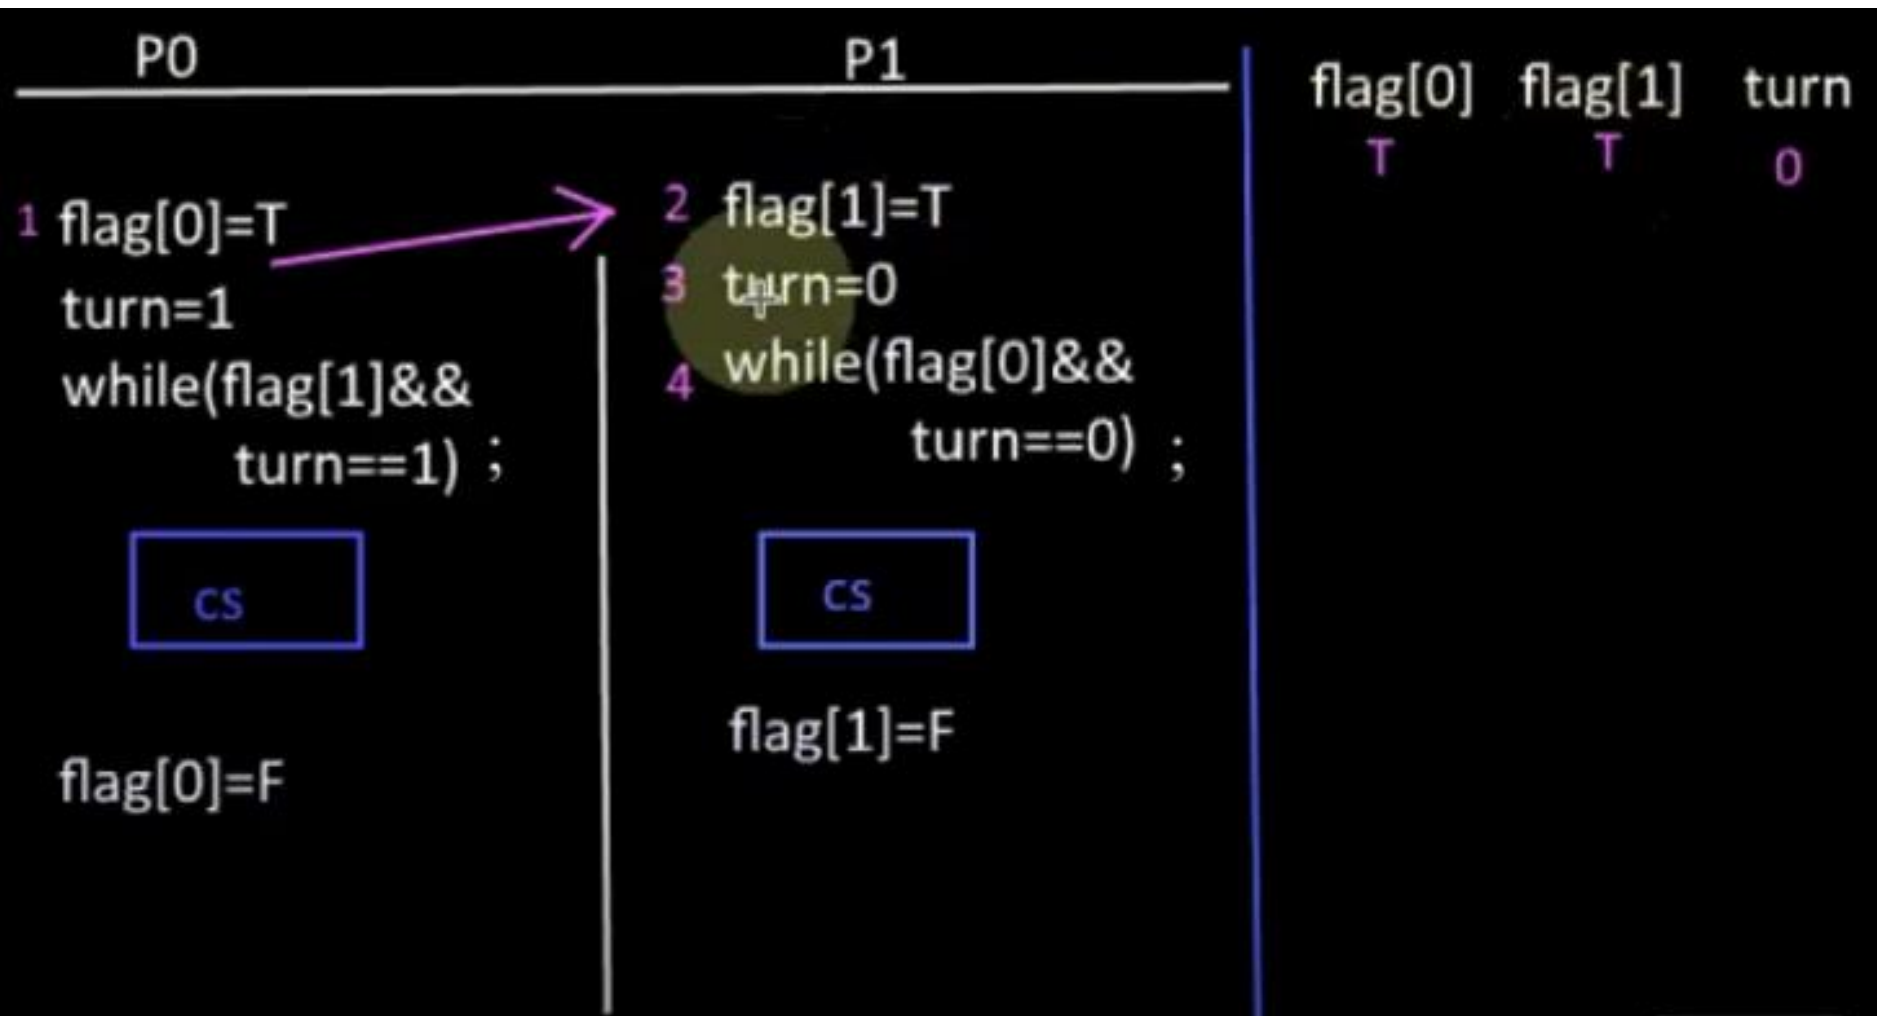 P0
P1
flag[0] flag[1] turn
T T 0
1 flag[0]=T
turn=1
while(flag[1]&&
turn==1) ;
cs
flag[0]=F
2 flag[1]=T
3 turn=0
4 while(flag[0]&&
turn==0) ;
cs
flag[1]=F